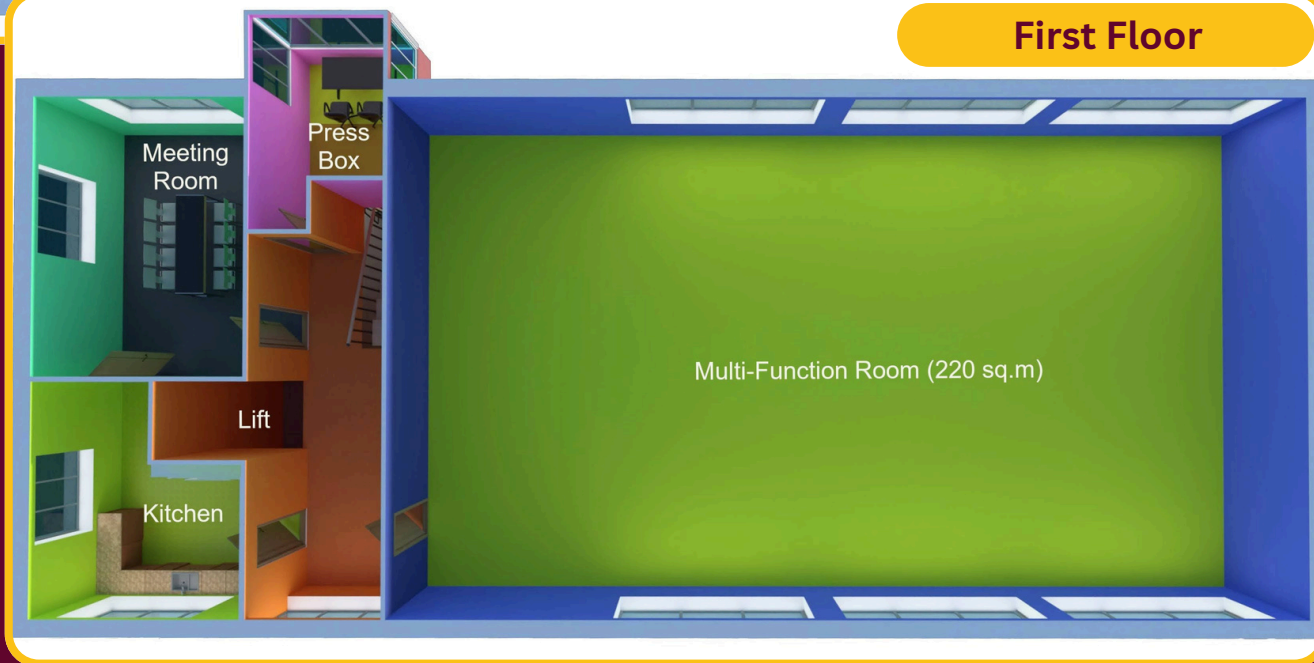 First Floor
Press
Box
Meeting
Room
Multi-Function Room (220 sq.m)
Lift
Kitchen